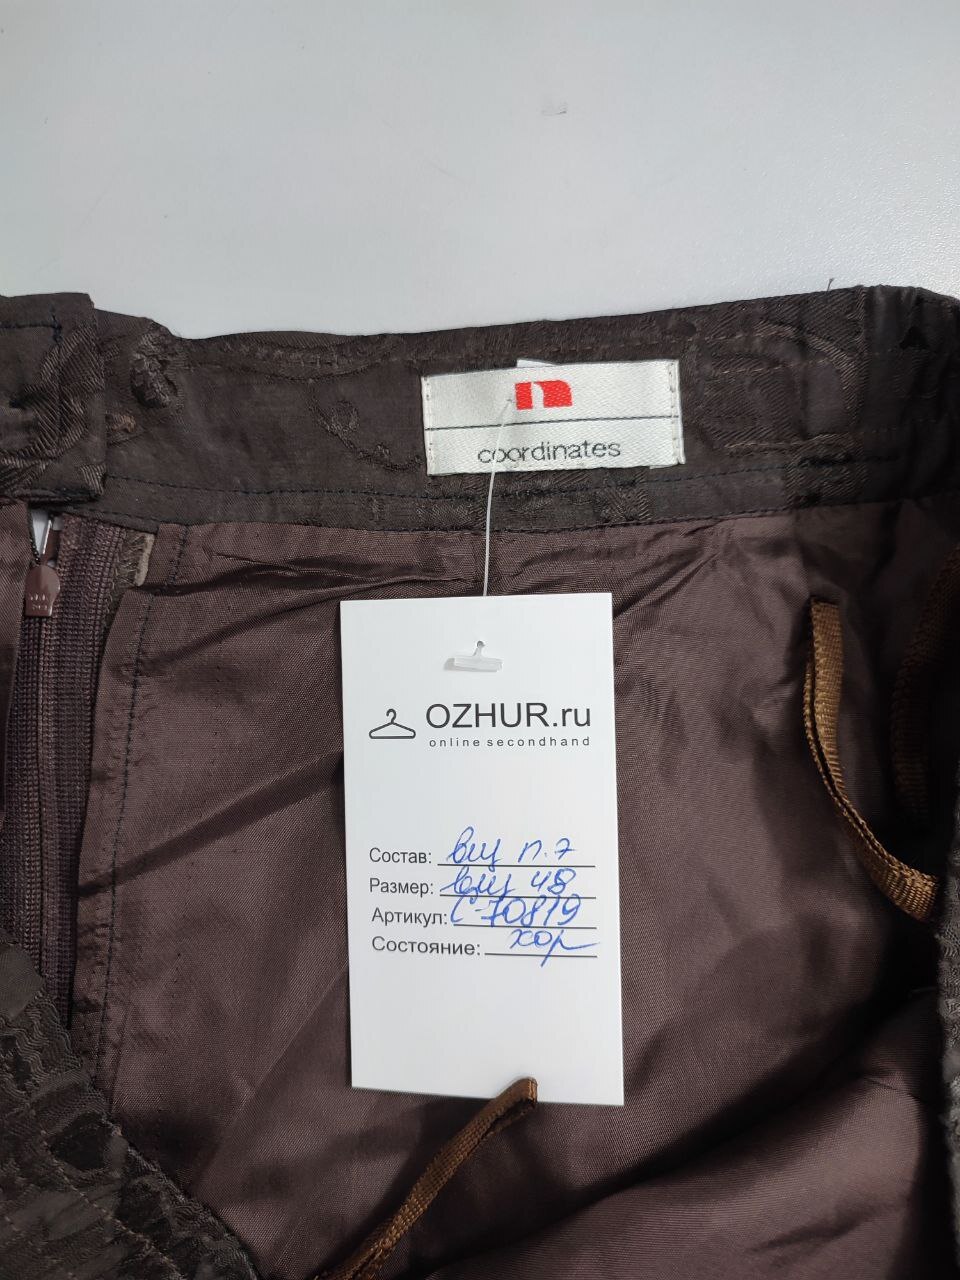 n
coordinates
OZHUR.ru
online secondhand
Состав: виц п.7
Размер: виц 48
Артикул: С-70819
Состояние: хор